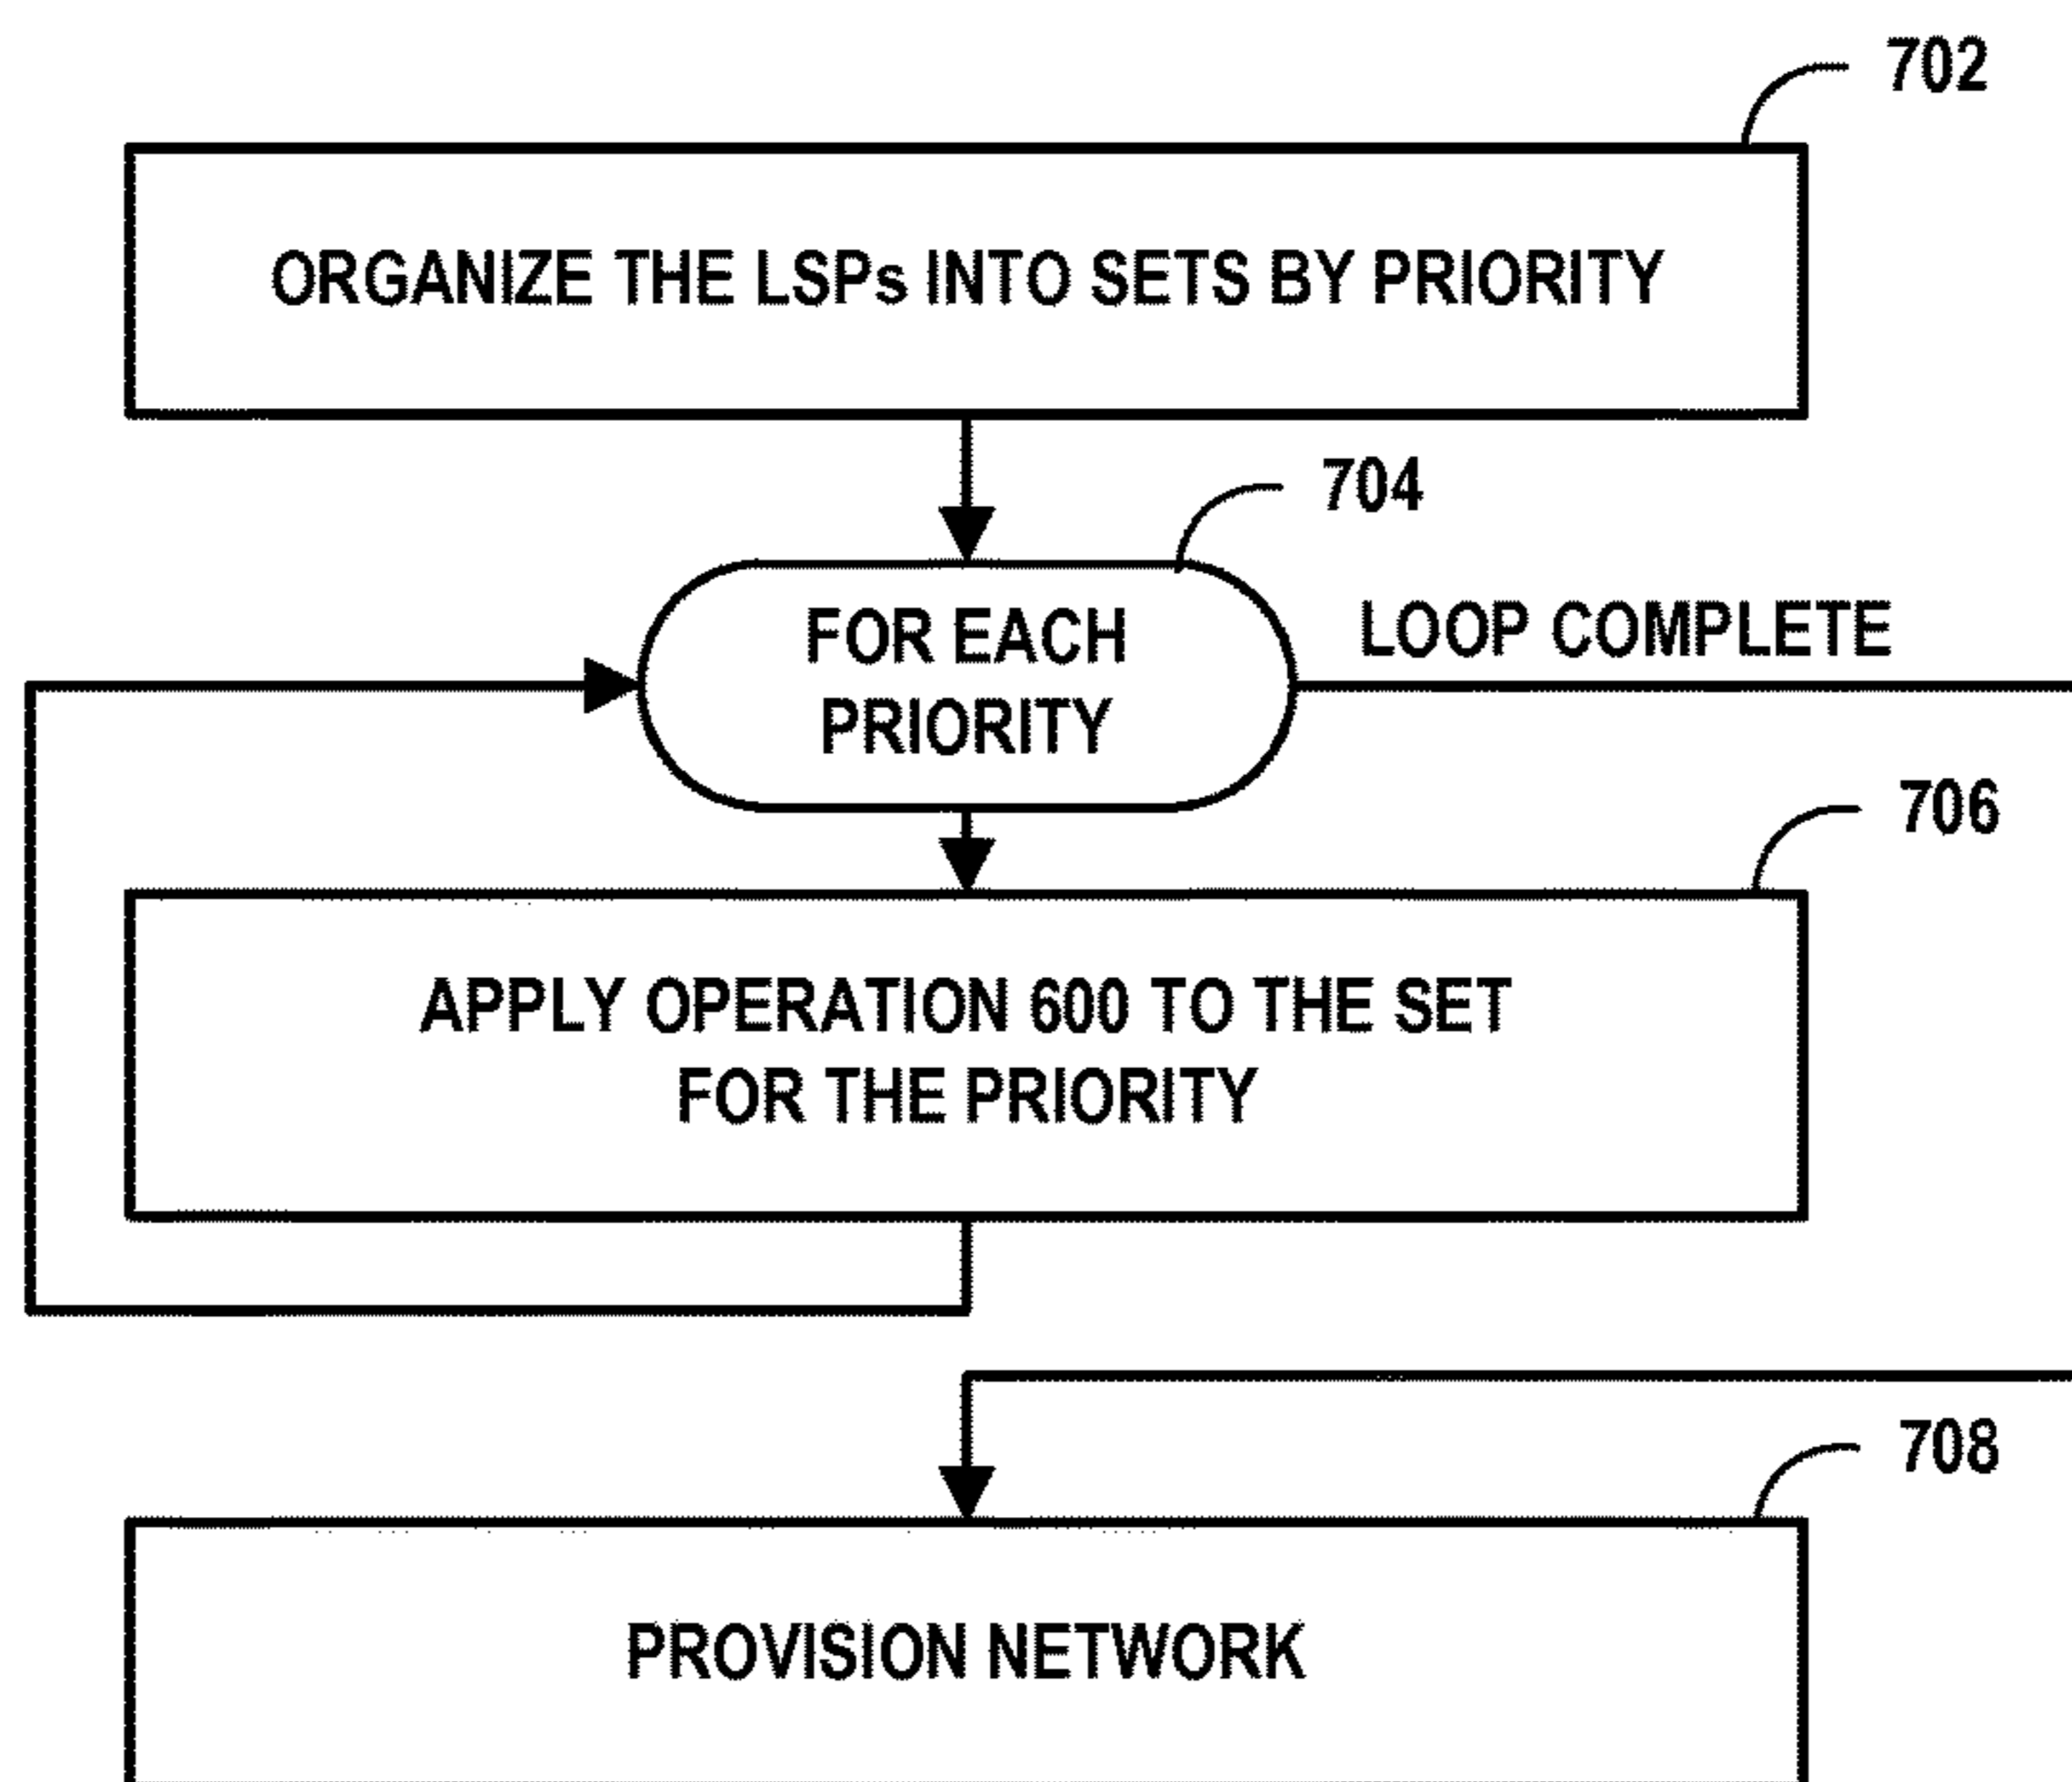 702
ORGANIZE THE LSPs INTO SETS BY PRIORITY
704
FOR EACH
PRIORITY
LOOP COMPLETE
706
APPLY OPERATION 600 TO THE SET
FOR THE PRIORITY
708
PROVISION NETWORK